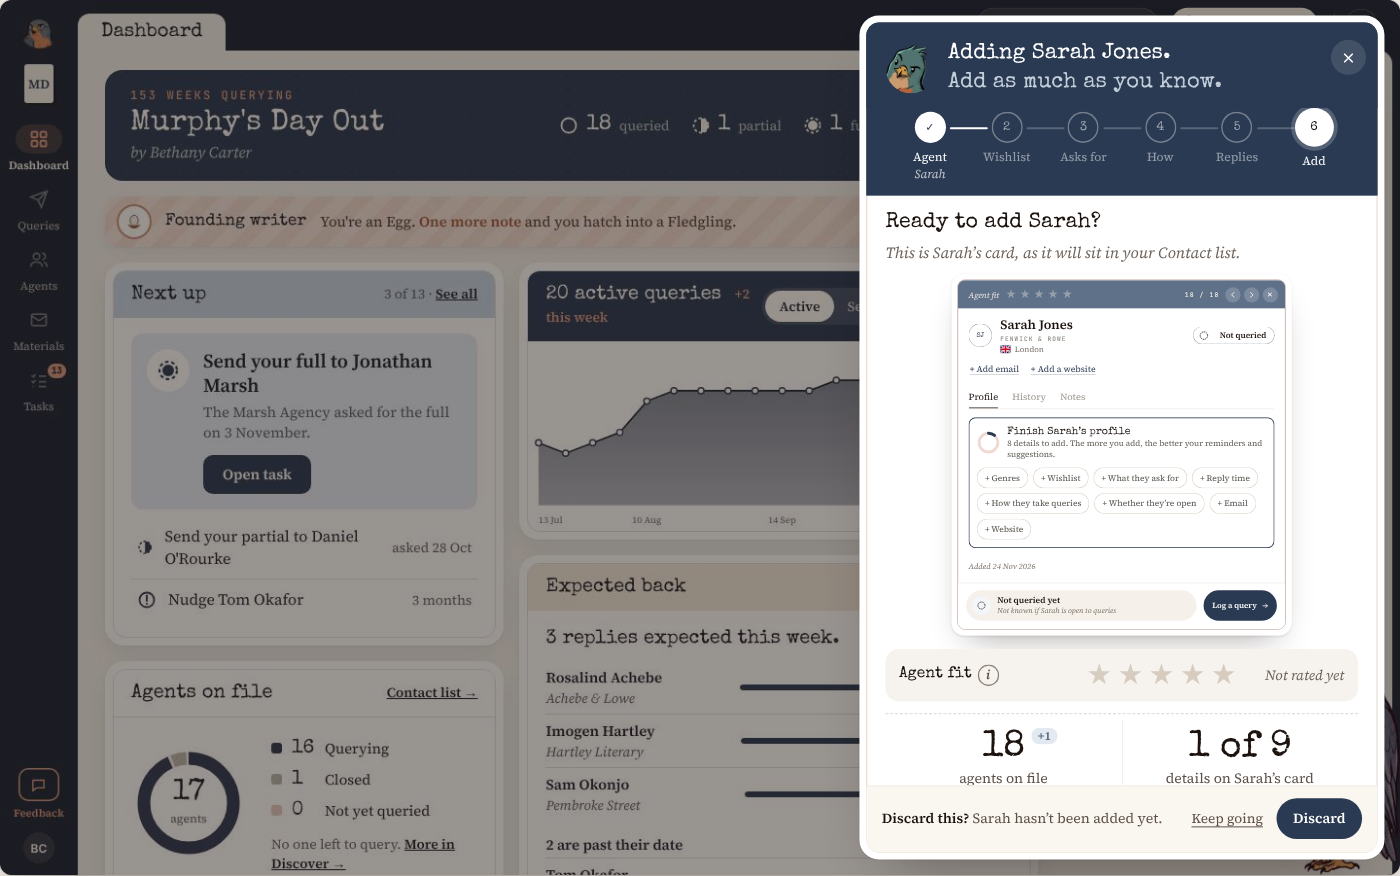 MD
Dashboard
Queries
Agents
Materials
13
Tasks
Feedback
BC
Dashboard
153 WEEKS QUERYING
Murphy's Day Out
by Bethany Carter
18 queried
1 partial
1 fu
Founding writer
You're an Egg. One more note and you hatch into a Fledgling.
Next up
3 of 13 · See all
Send your full to Jonathan
Marsh
The Marsh Agency asked for the full
on 3 November.
Open task
Send your partial to Daniel
O'Rourke
asked 28 Oct
Nudge Tom Okafor
3 months
Agents on file
Contact list →
17
agents
16 Querying
1 Closed
0 Not yet queried
No one left to query. More in
Discover →
20 active queries +2
this week
Active
Se
13 Jul
10 Aug
14 Sep
Expected back
3 replies expected this week.
Rosalind Achebe
Achebe & Lowe
Imogen Hartley
Hartley Literary
Sam Okonjo
Pembroke Street
2 are past their date
Tom Okafor
Adding Sarah Jones.
Add as much as you know.
✓
2
3
4
5
6
Agent
Wishlist
Asks for
How
Replies
Add
Sarah
Ready to add Sarah?
This is Sarah’s card, as it will sit in your Contact list.
Agent fit
18 / 18
SJ
Sarah Jones
FENWICK & ROWE
London
Not queried
+ Add email
+ Add a website
Profile
History
Notes
Finish Sarah’s profile
8 details to add. The more you add, the better your reminders and
suggestions.
+ Genres
+ Wishlist
+ What they ask for
+ Reply time
+ How they take queries
+ Whether they’re open
+ Email
+ Website
Added 24 Nov 2026
Not queried yet
Not known if Sarah is open to queries
Log a query →
Agent fit
i
Not rated yet
18 +1
agents on file
1 of 9
details on Sarah’s card
Discard this? Sarah hasn’t been added yet.
Keep going
Discard